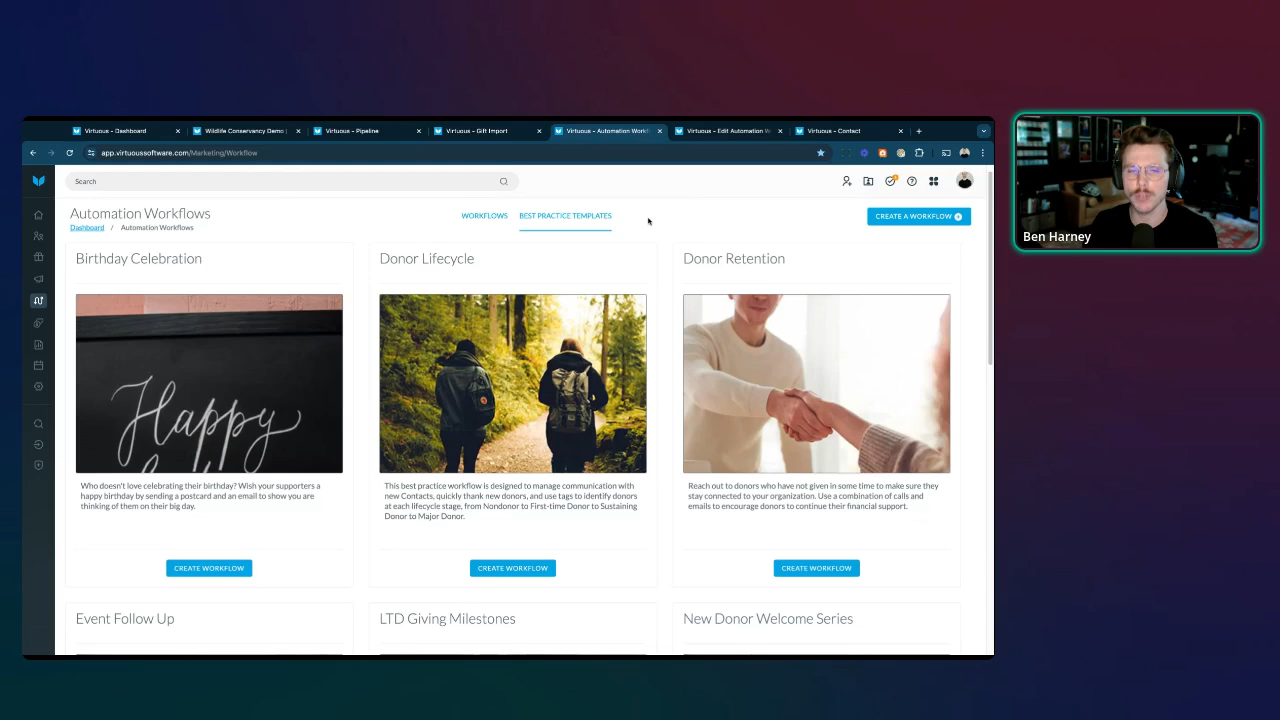 Virtuous - Dashboard
Wildlife Conservancy Demo
Virtuous - Pipeline
Virtuous - Gift Import
Virtuous - Automation Workf
Virtuous - Edit Automation W
Virtuous - Contact
app.virtuoussoftware.com/Marketing/Workflow
Search
Automation Workflows
Dashboard / Automation Workflows
WORKFLOWS
BEST PRACTICE TEMPLATES
CREATE A WORKFLOW
Ben Harney
Birthday Celebration
Happy
Who doesn't love celebrating their birthday? Wish your supporters a
happy birthday by sending a postcard and an email to show you are
thinking of them on their big day.
CREATE WORKFLOW
Donor Lifecycle
This best practice workflow is designed to manage communication with
new Contacts, quickly thank new donors, and use tags to identify donors
at each lifecycle stage, from Nondonor to First-time Donor to Sustaining
Donor to Major Donor.
CREATE WORKFLOW
Donor Retention
Reach out to donors who have not given in some time to make sure they
stay connected to your organization. Use a combination of calls and
emails to encourage donors to continue their financial support.
CREATE WORKFLOW
Event Follow Up
LTD Giving Milestones
New Donor Welcome Series